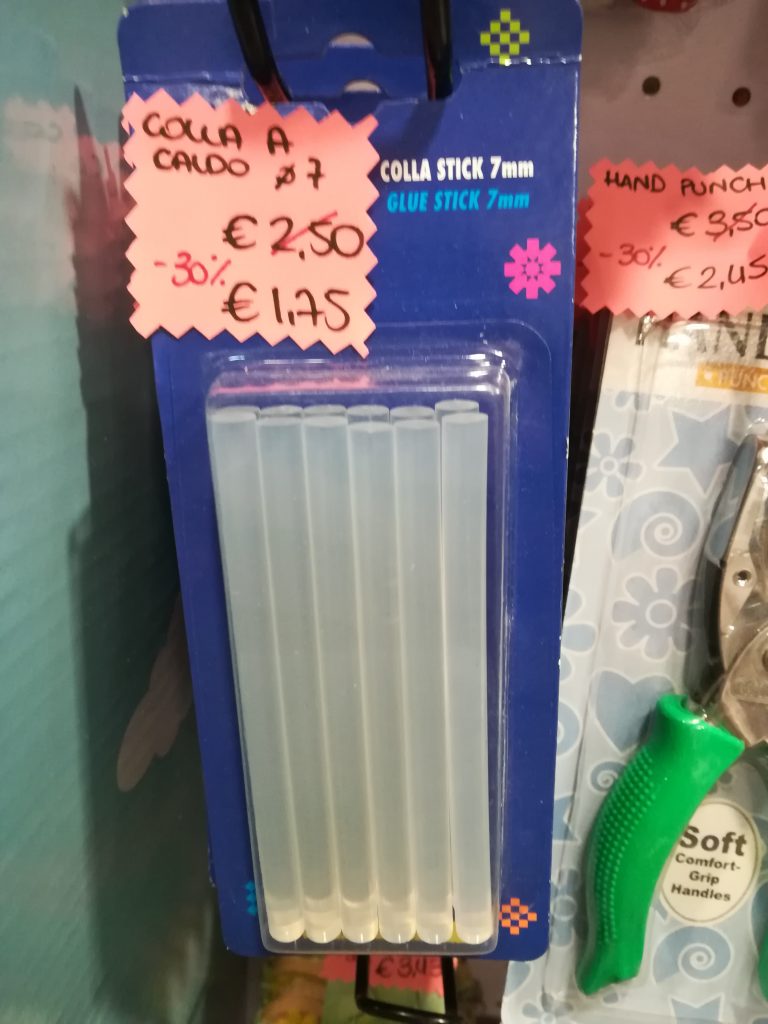 COLLA A
CALDO ø7
€ 2,50
-30%
€ 1,75
COLLA STICK 7mm
GLUE STICK 7mm
HAND PUNCH
€ 3,50
-30%
€ 2,45
Soft
Comfort-
Grip
Handles